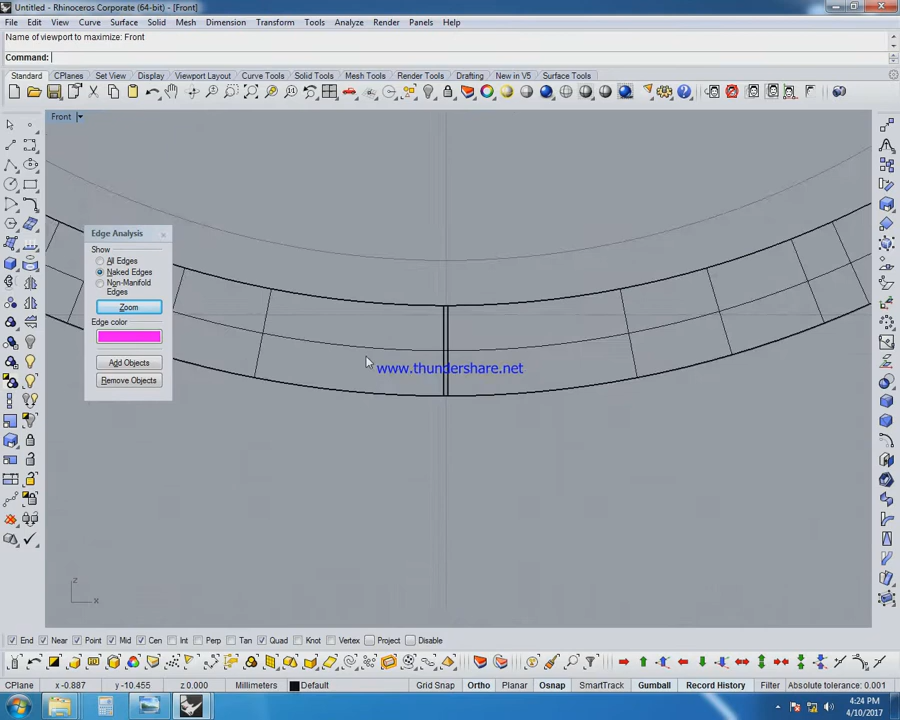 Untitled - Rhinoceros Corporate (64-bit) - [Front]
File Edit View Curve Surface Solid Mesh Dimension Transform Tools Analyze Render Panels Help
Name of viewport to maximize: Front
Command:
Standard CPlanes Set View Display Viewport Layout Curve Tools Solid Tools Mesh Tools Render Tools Drafting New in V5 Surface Tools
Front
Edge Analysis
Show
All Edges
Naked Edges
Non-Manifold
Edges
Zoom
Edge color
Add Objects
Remove Objects
www.thundershare.net
z
x
End Near Point Mid Cen Int Perp Tan Quad Knot Vertex Project Disable
CPlane x -0.887 y -10.455 z 0.000 Millimeters Default Grid Snap Ortho Planar Osnap SmartTrack Gumball Record History Filter Absolute tolerance: 0.001
4:24 PM
4/10/2017